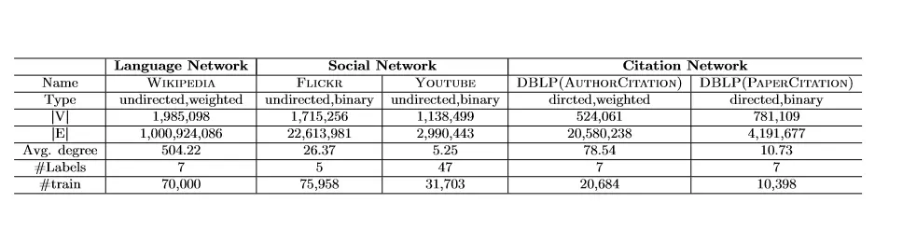 Language Network Social Network Citation Network
Name WIKIPEDIA FLICKR YOUTUBE DBLP(AUTHORCITATION) DBLP(PAPERCITATION)
Type undirected,weighted undirected,binary undirected,binary dircted,weighted directed,binary
|V| 1,985,098 1,715,256 1,138,499 524,061 781,109
|E| 1,000,924,086 22,613,981 2,990,443 20,580,238 4,191,677
Avg. degree 504.22 26.37 5.25 78.54 10.73
#Labels 7 5 47 7 7
#train 70,000 75,958 31,703 20,684 10,398